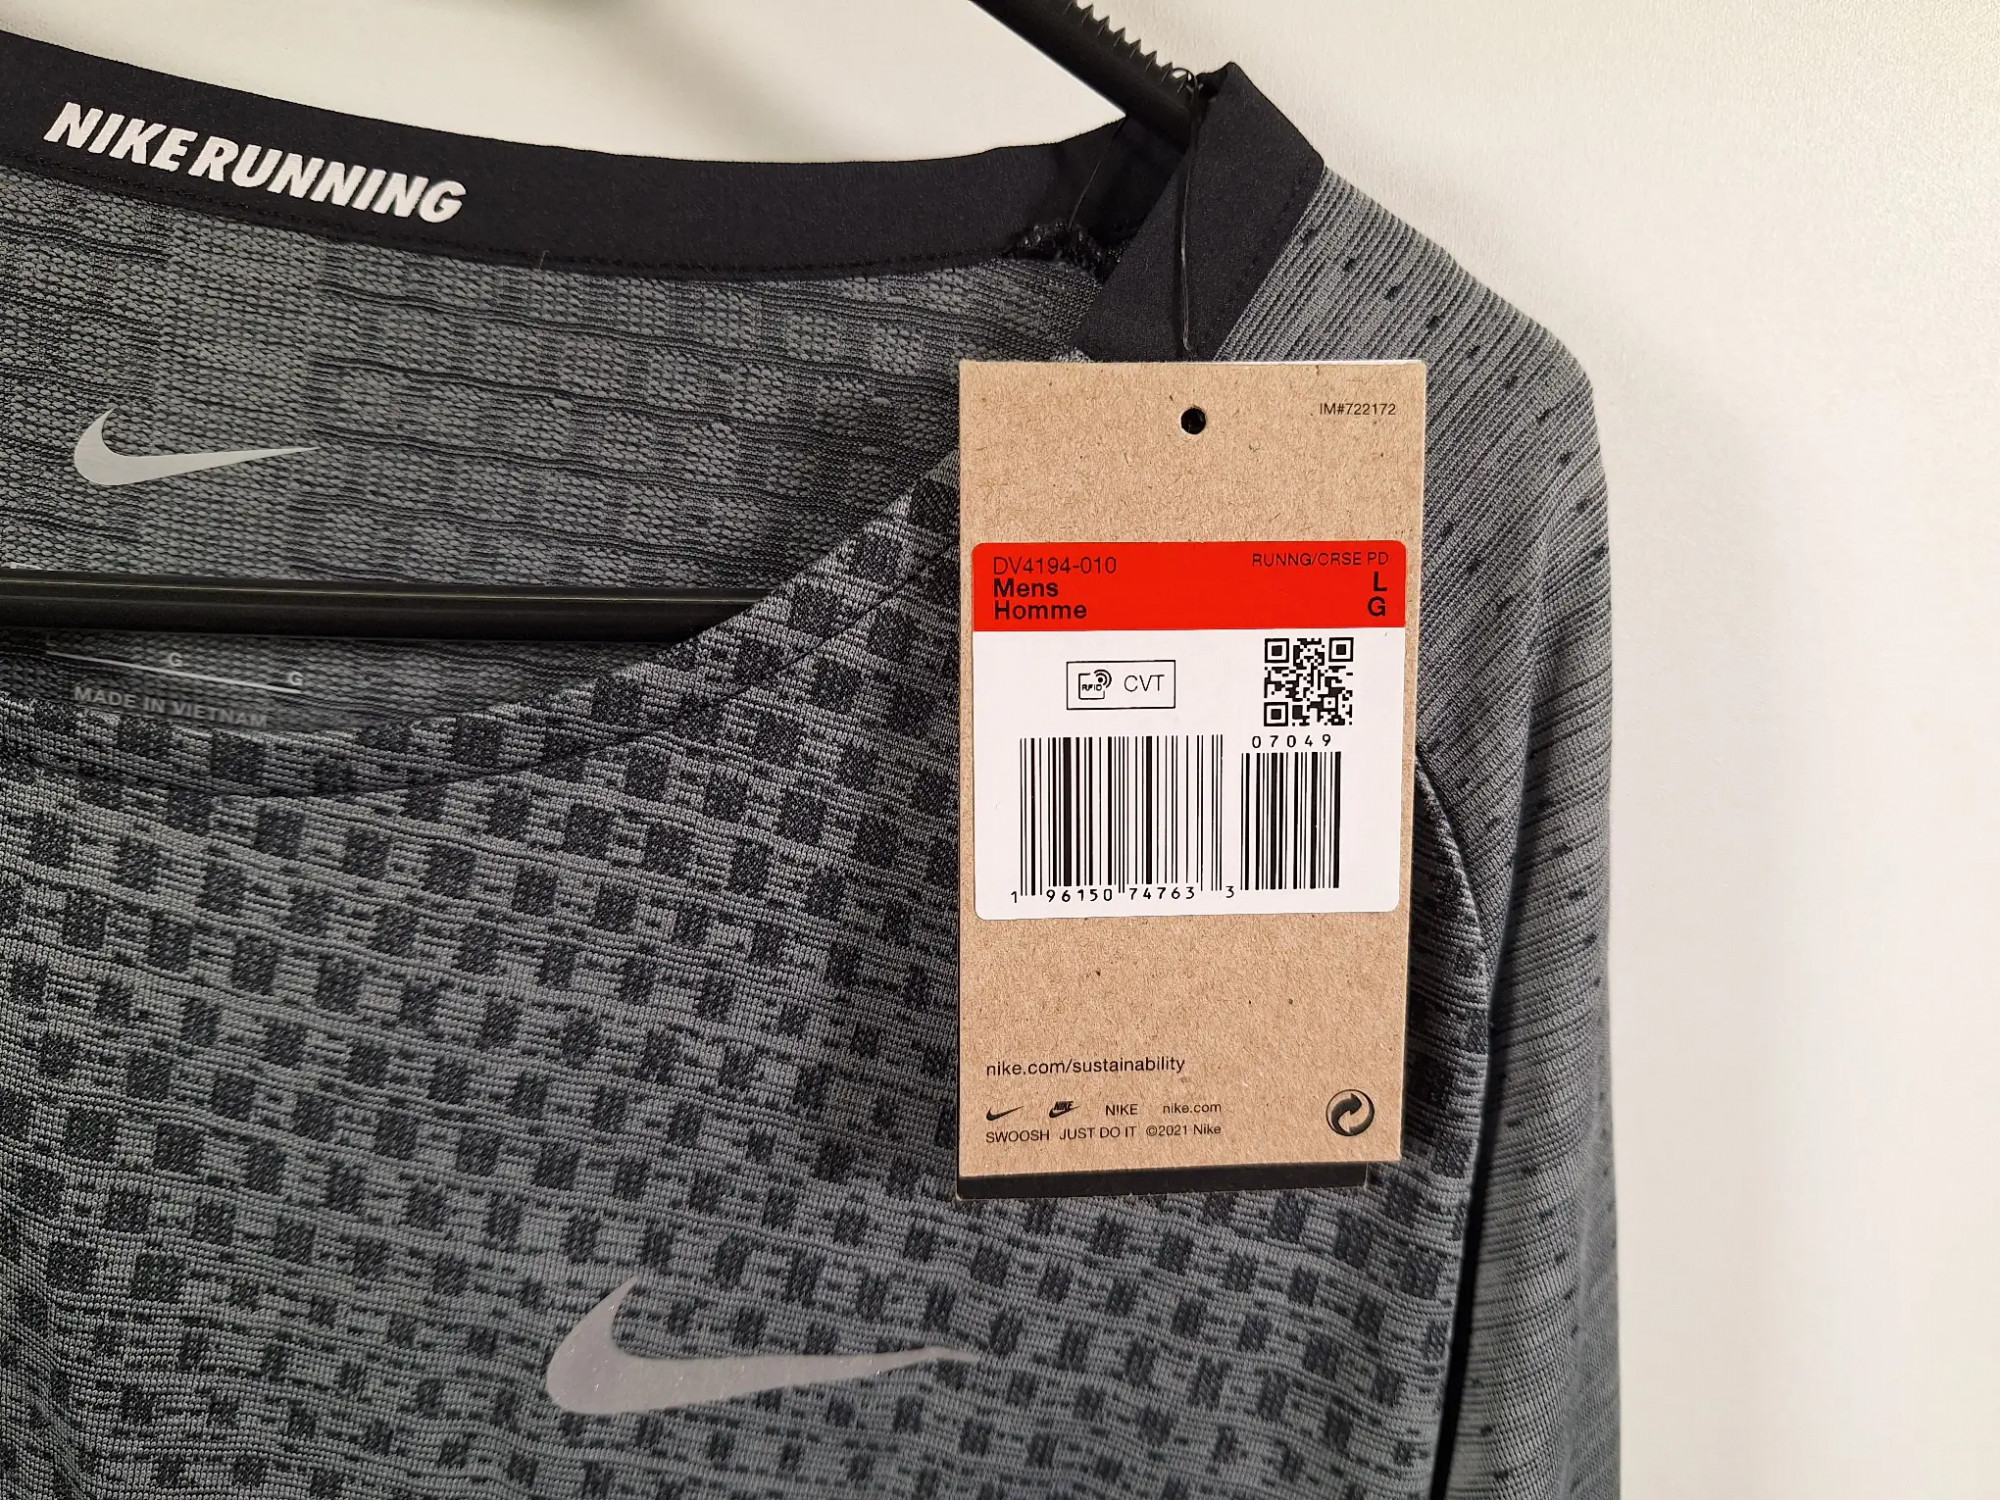 NIKE RUNNING
IM#722172
DV4194-010
RUNNG/CRSE PD
Mens
L
Homme
G
RFID CVT
07049
1 96150 74763 3
G
G
MADE IN VIETNAM
nike.com/sustainability
NIKE nike.com
SWOOSH JUST DO IT ©2021 Nike